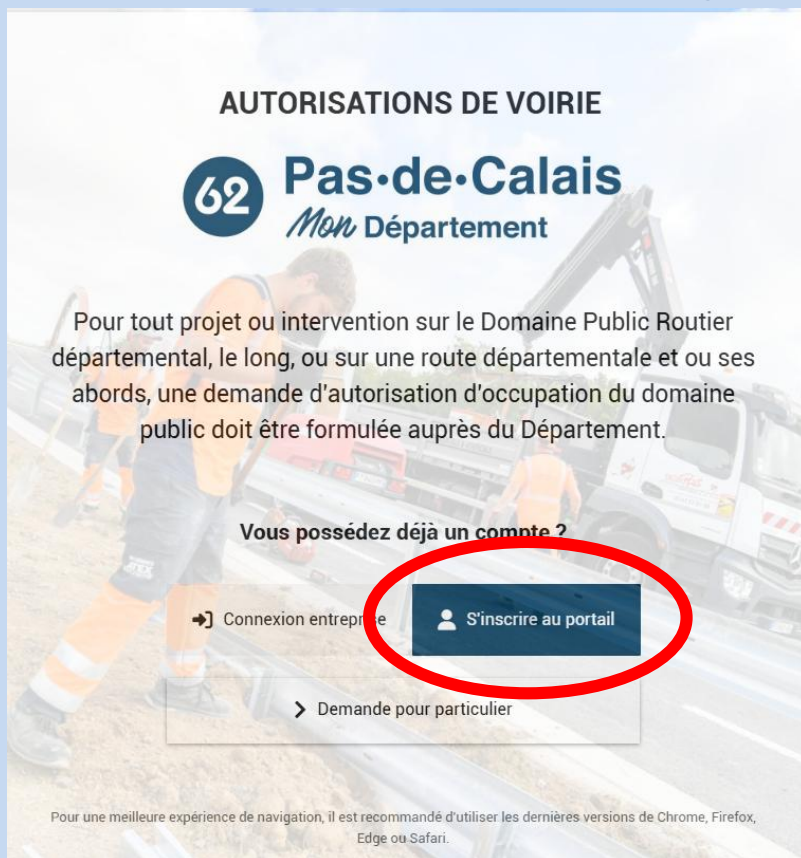 AUTORISATIONS DE VOIRIE
62 Pas·de·Calais
Mon Département
Pour tout projet ou intervention sur le Domaine Public Routier
départemental, le long, ou sur une route départementale et ou ses
abords, une demande d'autorisation d'occupation du domaine
public doit être formulée auprès du Département.
Vous possédez déjà un compte ?
Connexion entreprise
S'inscrire au portail
Demande pour particulier
Pour une meilleure expérience de navigation, il est recommandé d'utiliser les dernières versions de Chrome, Firefox,
Edge ou Safari.